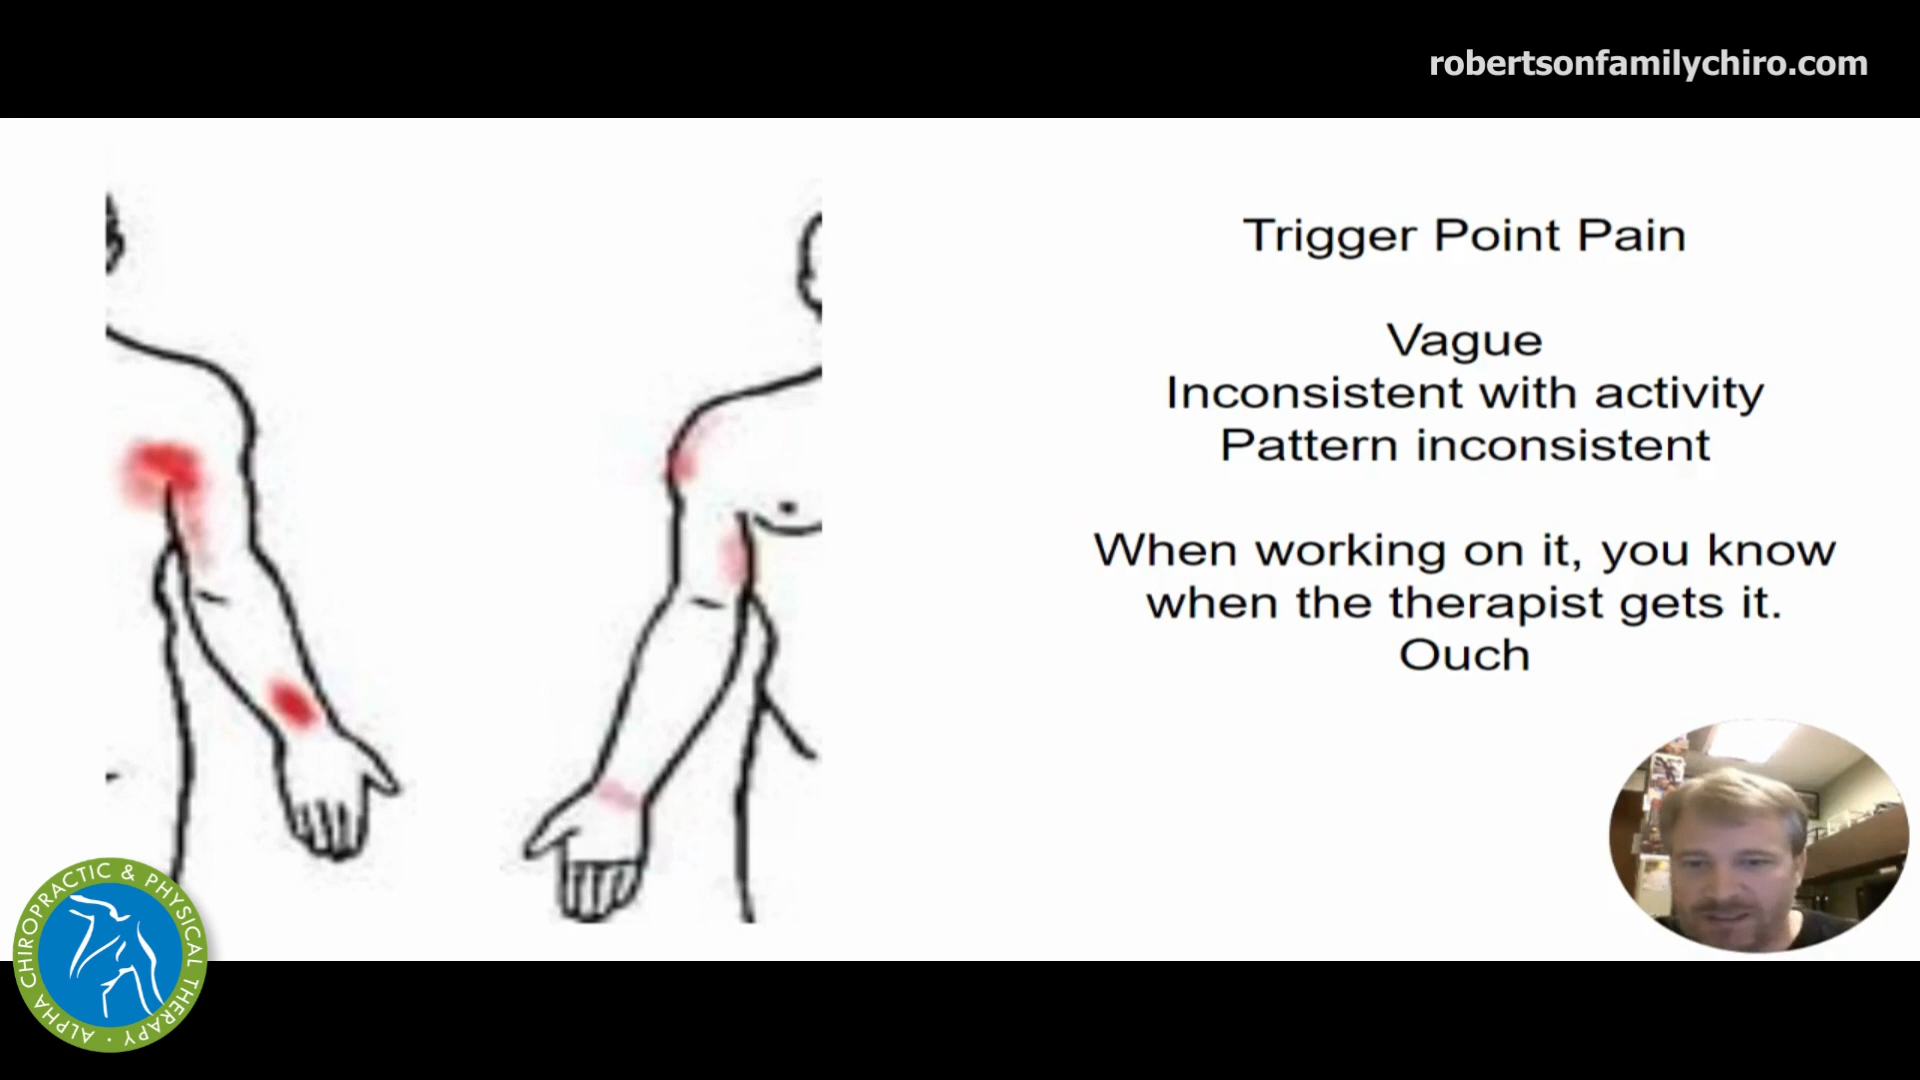 robertsonfamilychiro.com
Trigger Point Pain
Vague
Inconsistent with activity
Pattern inconsistent
When working on it, you know
when the therapist gets it.
Ouch
ALPHA CHIROPRACTIC & PHYSICAL THERAPY ·